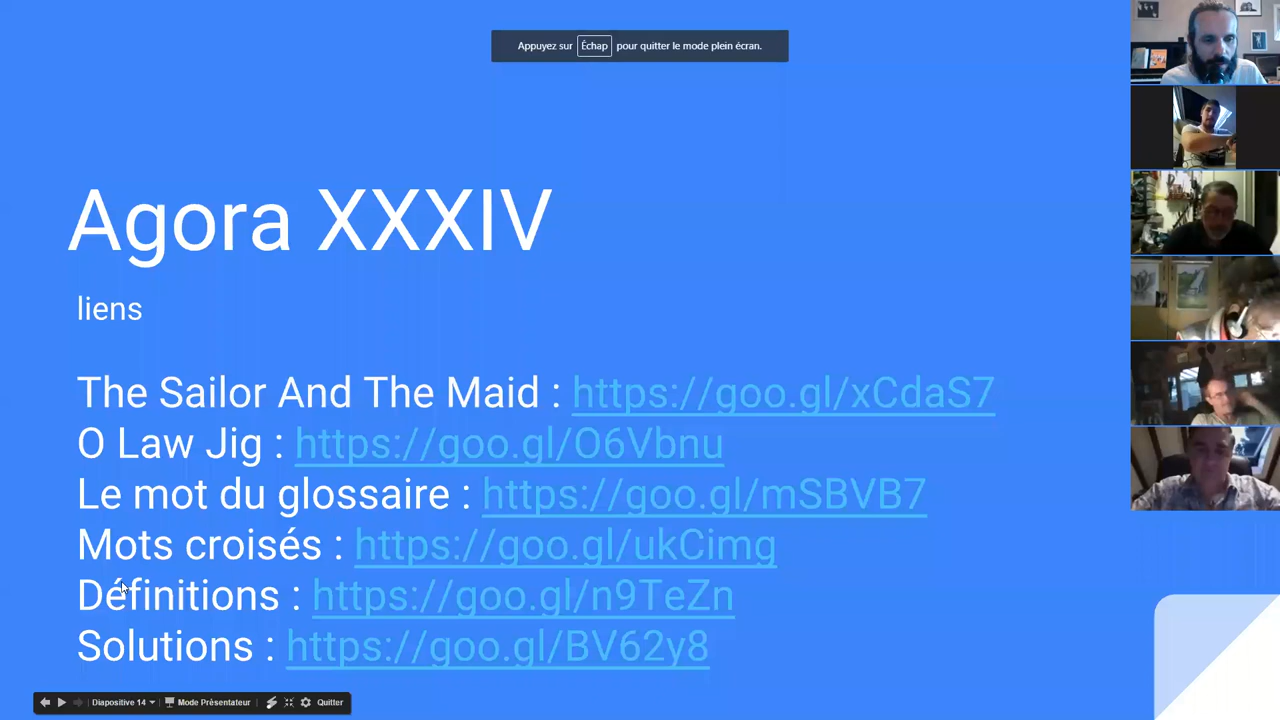 Appuyez sur Échap pour quitter le mode plein écran.
Agora XXXIV
liens
The Sailor And The Maid : https://goo.gl/xCdaS7
O Law Jig : https://goo.gl/O6Vbnu
Le mot du glossaire : https://goo.gl/mSBVB7
Mots croisés : https://goo.gl/ukCimg
Définitions : https://goo.gl/n9TeZn
Solutions : https://goo.gl/BV62y8
Diapositive 14 Mode Présentateur Quitter